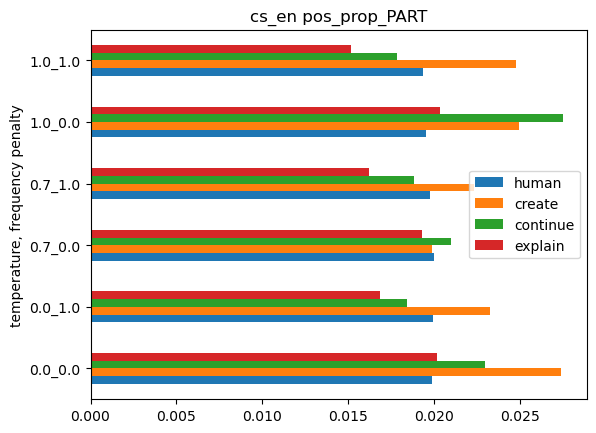 cs_en pos_prop_PART
temperature, frequency penalty
1.0_1.0
1.0_0.0
0.7_1.0
0.7_0.0
0.0_1.0
0.0_0.0
human
create
continue
explain
0.000 0.005 0.010 0.015 0.020 0.025